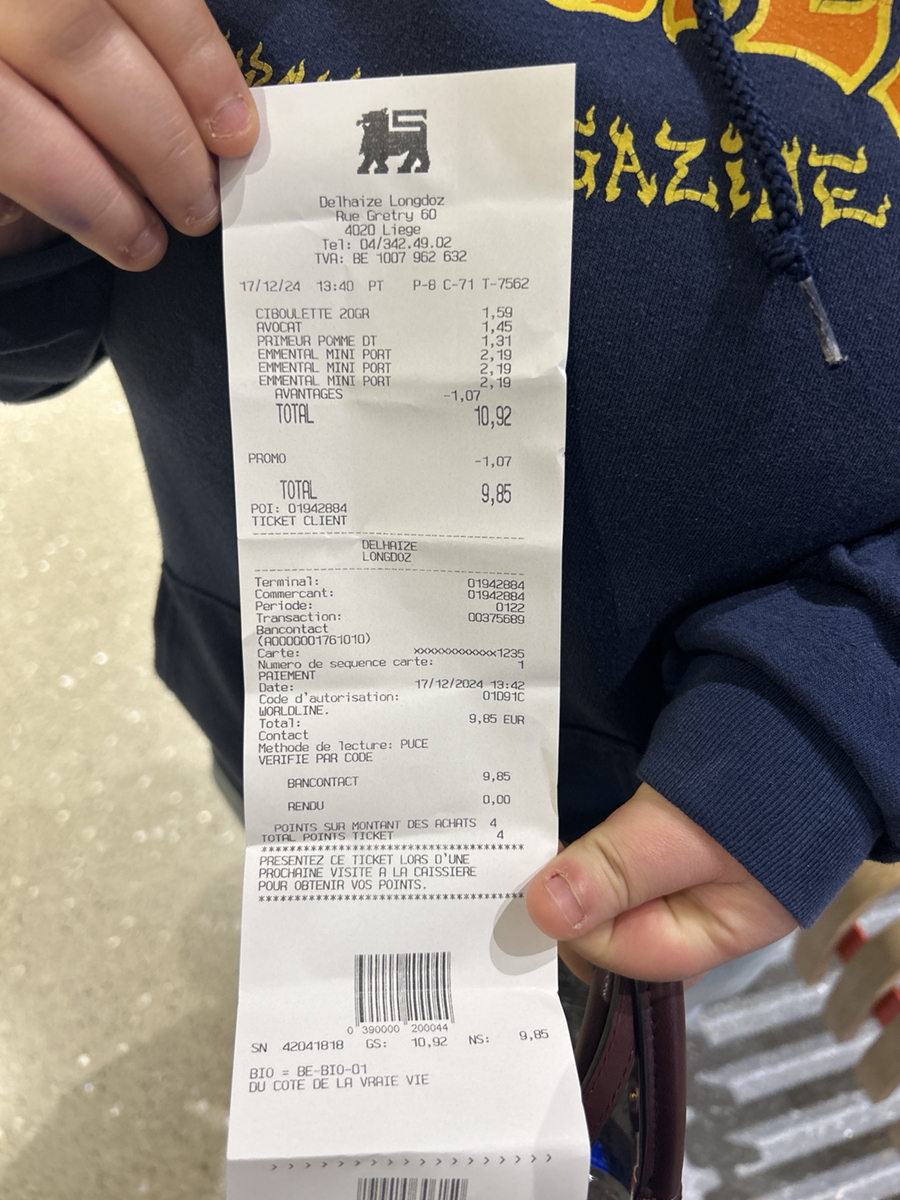 GAZINE
Delhaize Longdoz
Rue Gretry 60
4020 Liege
Tel: 04/342.49.02
TVA: BE 1007 962 632
17/12/24 13:40 PT P-8 C-71 T-7562
CIBOULETTE 20GR 1,59
AVOCAT 1,45
PRIMEUR POMME DT 1,31
EMMENTAL MINI PORT 2,19
EMMENTAL MINI PORT 2,19
EMMENTAL MINI PORT 2,19
AVANTAGES -1,07
TOTAL 10,92
PROMO -1,07
TOTAL 9,85
POI: 01942884
TICKET CLIENT
DELHAIZE
LONGDOZ
Terminal: 01942884
Commercant: 01942884
Periode: 0122
Transaction: 00375689
Bancontact
(A0000001761010)
Carte: xxxxxxxxxxxx1235
Numero de sequence carte: 1
PAIEMENT
Date: 17/12/2024 13:42
Code d'autorisation: 01D91C
WORLDLINE.
Total: 9,85 EUR
Contact
Methode de lecture: PUCE
VERIFIE PAR CODE
BANCONTACT 9,85
RENDU 0,00
POINTS SUR MONTANT DES ACHATS 4
TOTAL POINTS TICKET 4
****************************************
PRESENTEZ CE TICKET LORS D'UNE
PROCHAINE VISITE A LA CAISSIERE
POUR OBTENIR VOS POINTS.
****************************************
0 390000 200044
SN 42041818 GS: 10,92 NS: 9,85
BIO = BE-BIO-01
DU COTE DE LA VRAIE VIE